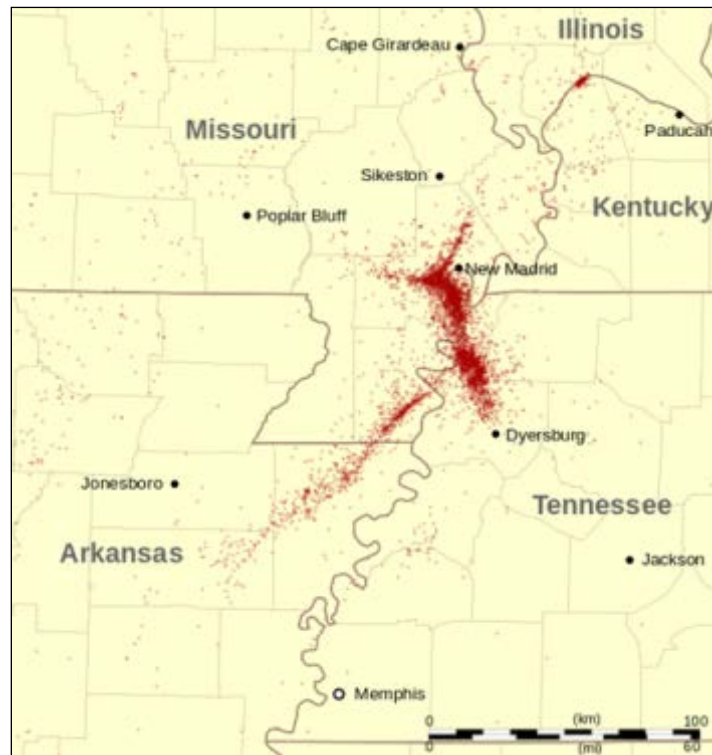 Illinois
Cape Girardeau
Missouri
Paducah
Sikeston
Kentucky
Poplar Bluff
New Madrid
Dyersburg
Jonesboro
Tennessee
Arkansas
Jackson
Memphis
0 (km) 100
0 (mi) 60